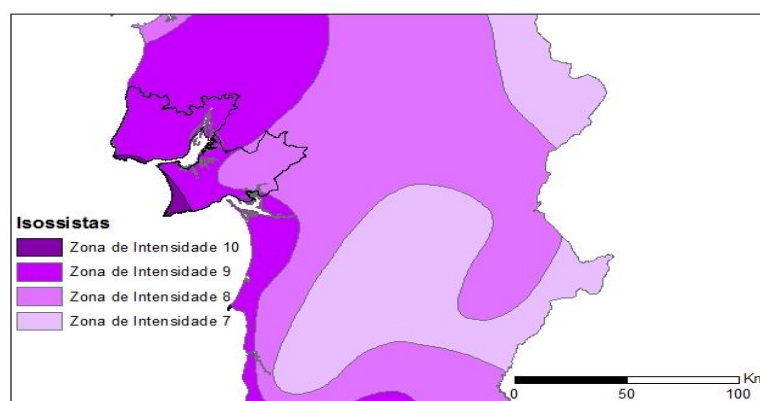 Isossistas
Zona de Intensidade 10
Zona de Intensidade 9
Zona de Intensidade 8
Zona de Intensidade 7
Km
0 50 100